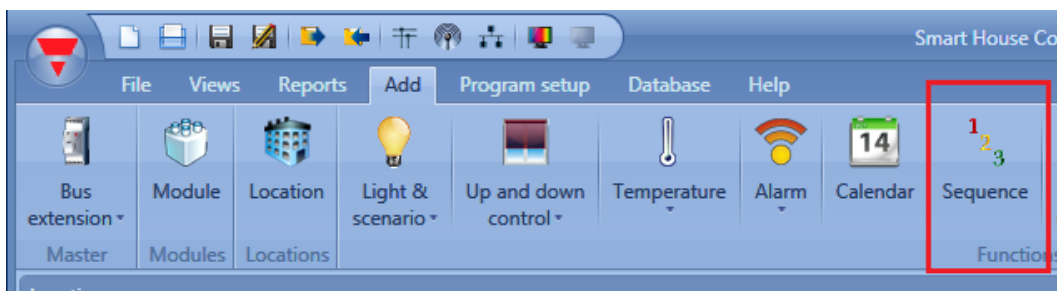 Smart House Co
File Views Reports Add Program setup Database Help
14
1
2
3
Bus extension
Module
Location
Light & scenario
Up and down control
Temperature
Alarm
Calendar
Sequence
Master Modules Locations Functions